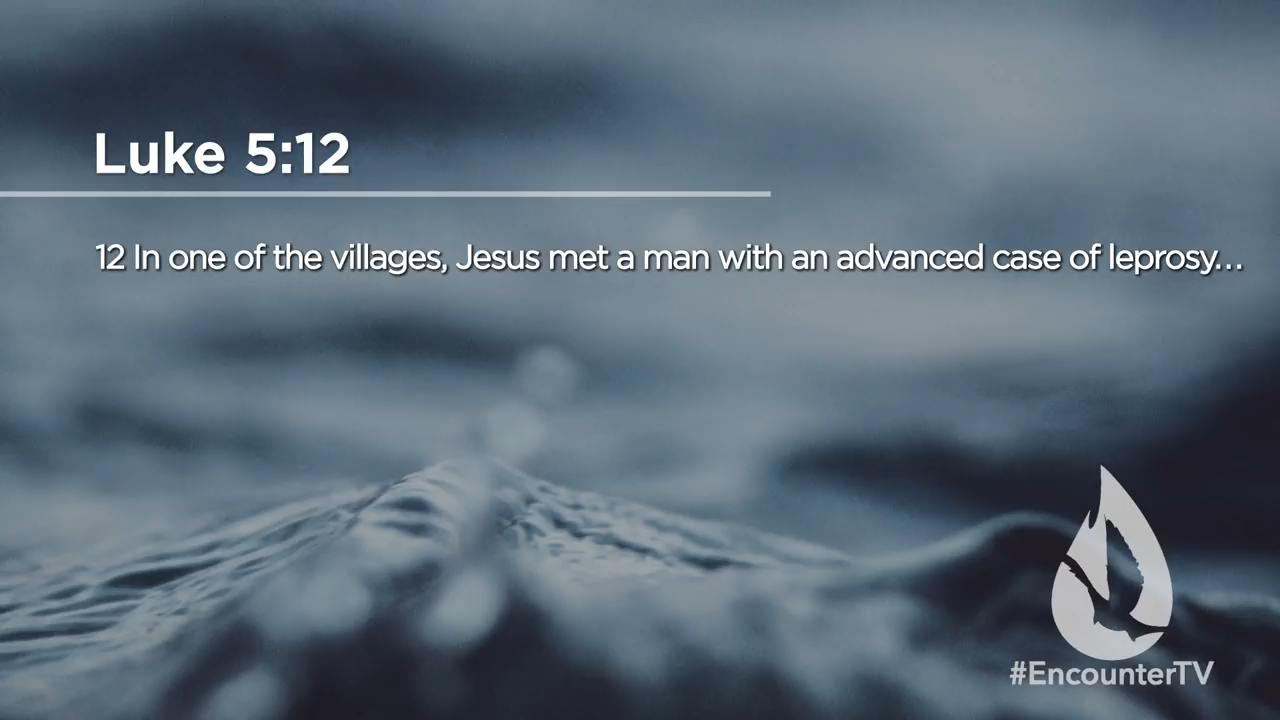 Luke 5:12
12 In one of the villages, Jesus met a man with an advanced case of leprosy...
#EncounterTV